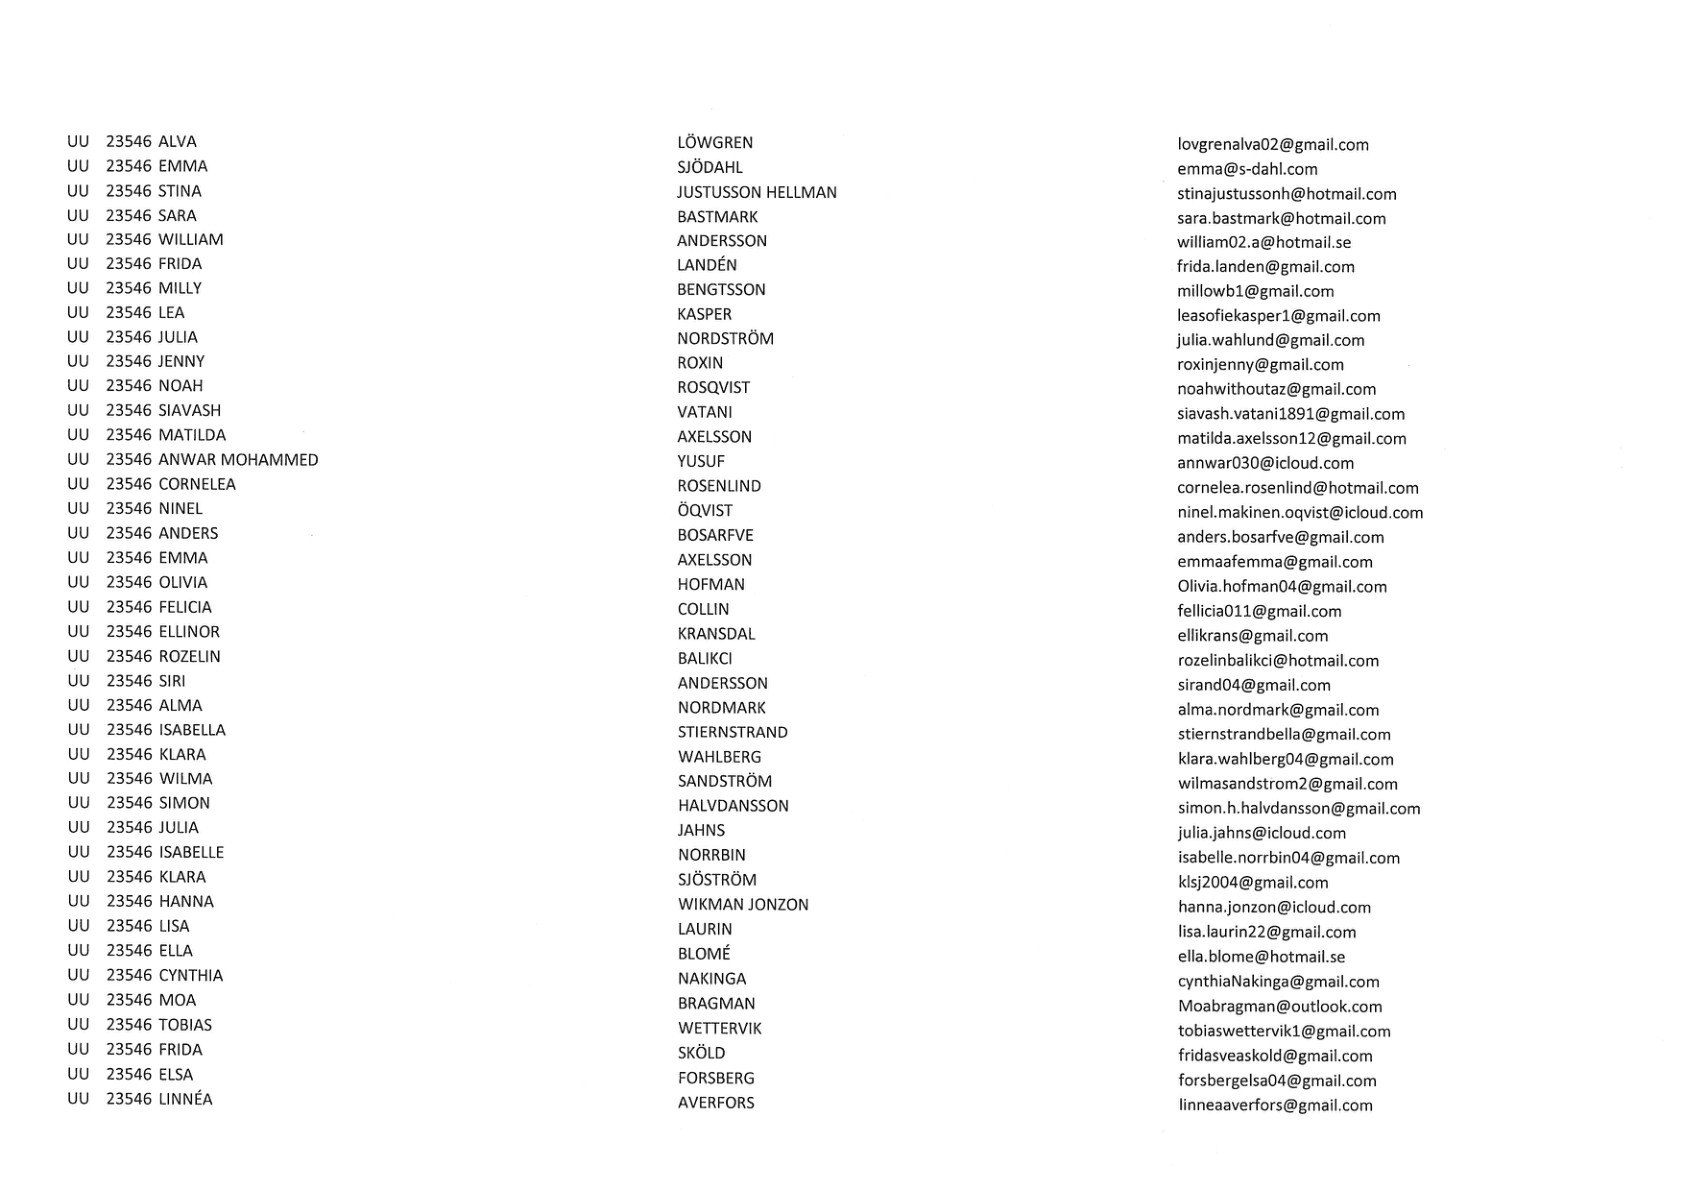 UU 23546 ALVA LÖWGREN lovgrenalva02@gmail.com
UU 23546 EMMA SJÖDAHL emma@s-dahl.com
UU 23546 STINA JUSTUSSON HELLMAN stinajustussonh@hotmail.com
UU 23546 SARA BASTMARK sara.bastmark@hotmail.com
UU 23546 WILLIAM ANDERSSON william02.a@hotmail.se
UU 23546 FRIDA LANDÉN frida.landen@gmail.com
UU 23546 MILLY BENGTSSON millowb1@gmail.com
UU 23546 LEA KASPER leasofiekasper1@gmail.com
UU 23546 JULIA NORDSTRÖM julia.wahlund@gmail.com
UU 23546 JENNY ROXIN roxinjenny@gmail.com
UU 23546 NOAH ROSQVIST noahwithoutaz@gmail.com
UU 23546 SIAVASH VATANI siavash.vatani1891@gmail.com
UU 23546 MATILDA AXELSSON matilda.axelsson12@gmail.com
UU 23546 ANWAR MOHAMMED YUSUF annwar030@icloud.com
UU 23546 CORNELEA ROSENLIND cornelea.rosenlind@hotmail.com
UU 23546 NINEL ÖQVIST ninel.makinen.oqvist@icloud.com
UU 23546 ANDERS BOSARFVE anders.bosarfve@gmail.com
UU 23546 EMMA AXELSSON emmaafemma@gmail.com
UU 23546 OLIVIA HOFMAN Olivia.hofman04@gmail.com
UU 23546 FELICIA COLLIN fellicia011@gmail.com
UU 23546 ELLINOR KRANSDAL ellikrans@gmail.com
UU 23546 ROZELIN BALIKCI rozelinbalikci@hotmail.com
UU 23546 SIRI ANDERSSON sirand04@gmail.com
UU 23546 ALMA NORDMARK alma.nordmark@gmail.com
UU 23546 ISABELLA STIERNSTRAND stiernstrandbella@gmail.com
UU 23546 KLARA WAHLBERG klara.wahlberg04@gmail.com
UU 23546 WILMA SANDSTRÖM wilmasandstrom2@gmail.com
UU 23546 SIMON HALVDANSSON simon.h.halvdansson@gmail.com
UU 23546 JULIA JAHNS julia.jahns@icloud.com
UU 23546 ISABELLE NORRBIN isabelle.norrbin04@gmail.com
UU 23546 KLARA SJÖSTRÖM klsj2004@gmail.com
UU 23546 HANNA WIKMAN JONZON hanna.jonzon@icloud.com
UU 23546 LISA LAURIN lisa.laurin22@gmail.com
UU 23546 ELLA BLOMÉ ella.blome@hotmail.se
UU 23546 CYNTHIA NAKINGA cynthiaNakinga@gmail.com
UU 23546 MOA BRAGMAN Moabragman@outlook.com
UU 23546 TOBIAS WETTERVIK tobiaswettervik1@gmail.com
UU 23546 FRIDA SKÖLD fridasveaskold@gmail.com
UU 23546 ELSA FORSBERG forsbergelsa04@gmail.com
UU 23546 LINNÉA AVERFORS linneaaverfors@gmail.com